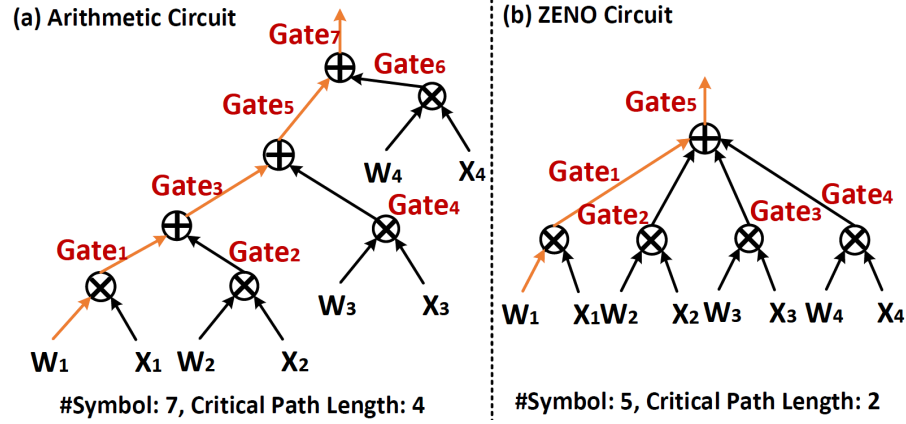 (a) Arithmetic Circuit
Gate7
Gate6
Gate5
W4 X4
Gate3
Gate4
Gate1
Gate2
W3 X3
W1 X1 W2 X2
#Symbol: 7, Critical Path Length: 4
(b) ZENO Circuit
Gate5
Gate1
Gate4
Gate2
Gate3
W1 X1 W2 X2 W3 X3 W4 X4
#Symbol: 5, Critical Path Length: 2